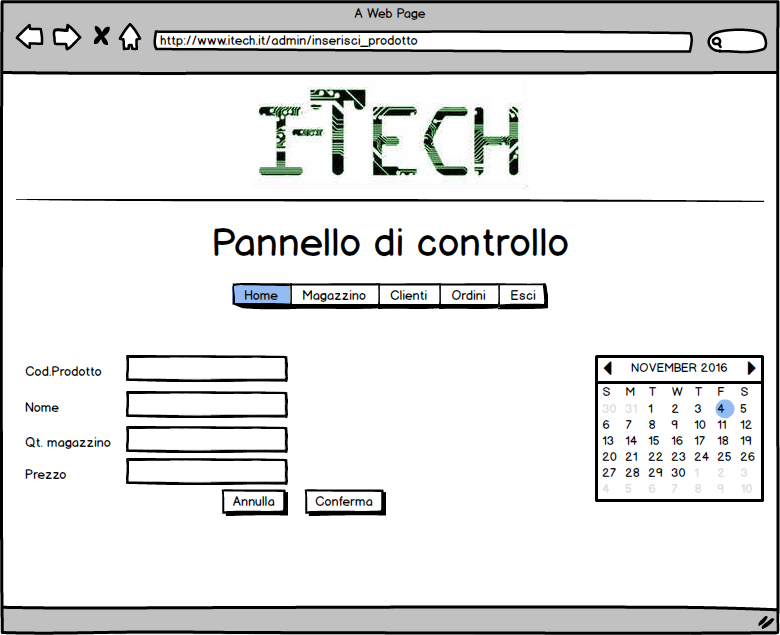 A Web Page
http://www.itech.it/admin/inserisci_prodotto
I-TECH
Pannello di controllo
Home Magazzino Clienti Ordini Esci
Cod.Prodotto
Nome
Qt. magazzino
Prezzo
Annulla Conferma
NOVEMBER 2016
S M T W T F S
30 31 1 2 3 4 5
6 7 8 9 10 11 12
13 14 15 16 17 18 19
20 21 22 23 24 25 26
27 28 29 30 1 2 3
4 5 6 7 8 9 10